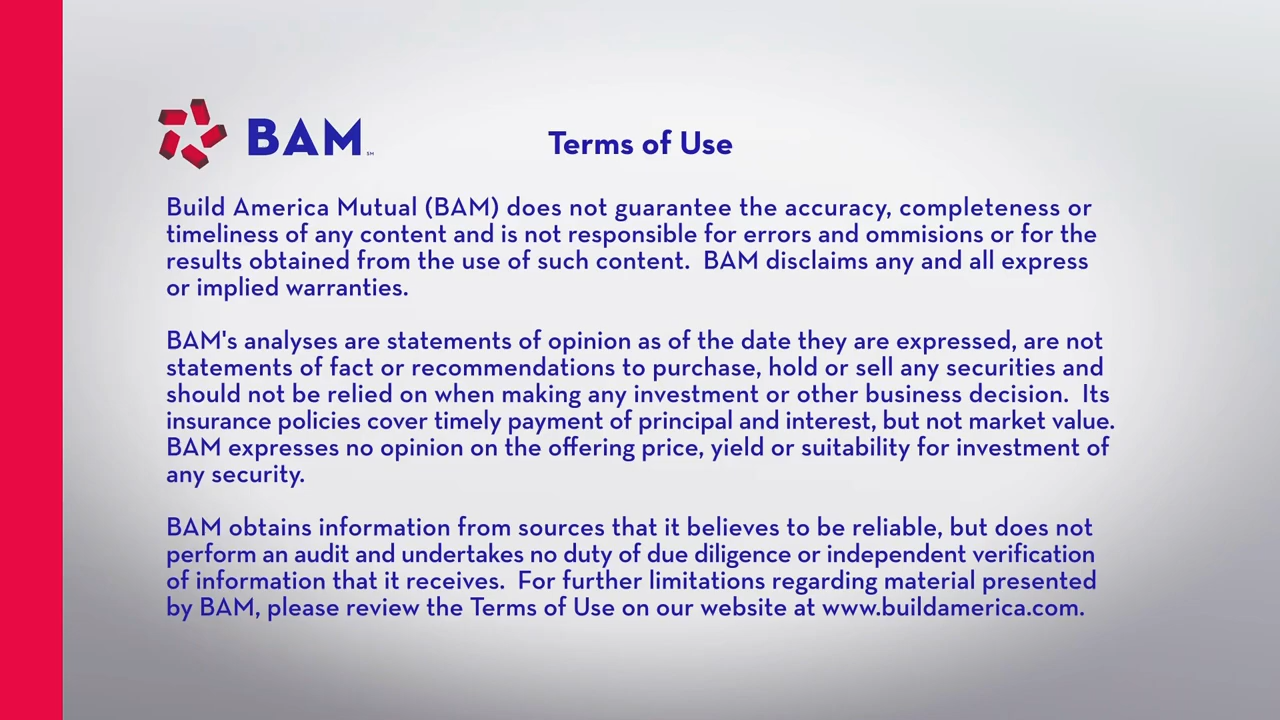 BAM℠
Terms of Use
Build America Mutual (BAM) does not guarantee the accuracy, completeness or
timeliness of any content and is not responsible for errors and ommisions or for the
results obtained from the use of such content.  BAM disclaims any and all express
or implied warranties.
BAM's analyses are statements of opinion as of the date they are expressed, are not
statements of fact or recommendations to purchase, hold or sell any securities and
should not be relied on when making any investment or other business decision.  Its
insurance policies cover timely payment of principal and interest, but not market value.
BAM expresses no opinion on the offering price, yield or suitability for investment of
any security.
BAM obtains information from sources that it believes to be reliable, but does not
perform an audit and undertakes no duty of due diligence or independent verification
of information that it receives.  For further limitations regarding material presented
by BAM, please review the Terms of Use on our website at www.buildamerica.com.